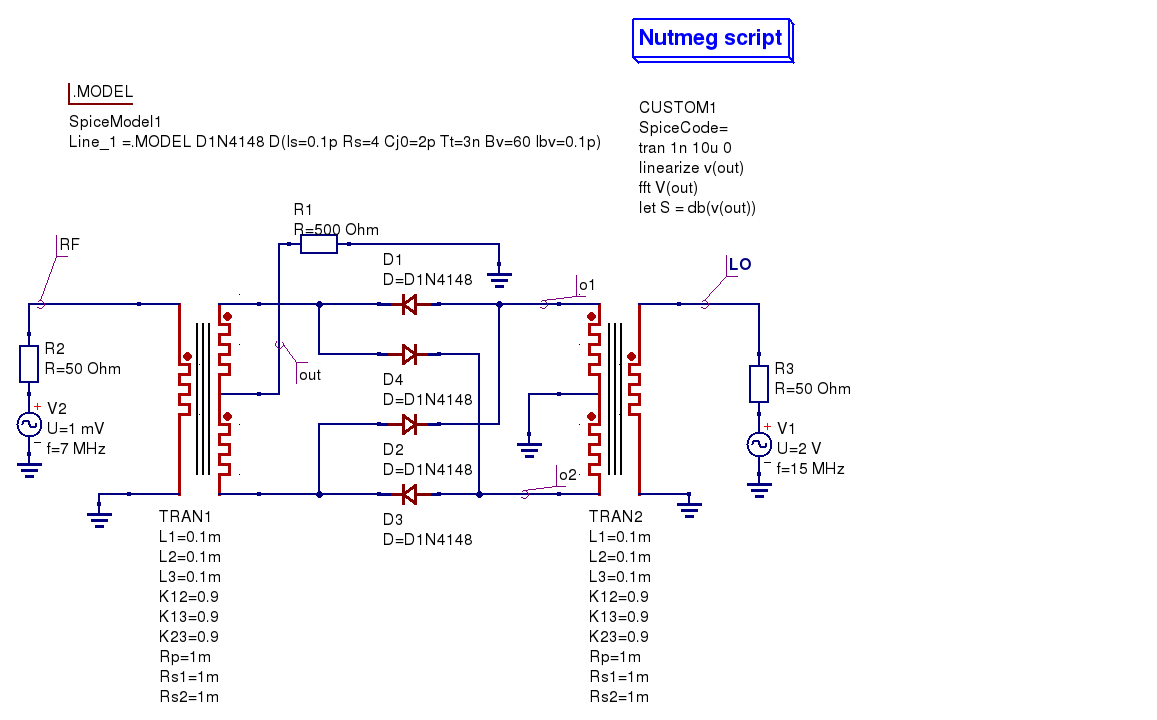 Nutmeg script
.MODEL
SpiceModel1
Line_1 =.MODEL D1N4148 D(Is=0.1p Rs=4 Cj0=2p Tt=3n Bv=60 Ibv=0.1p)
CUSTOM1
SpiceCode=
tran 1n 10u 0
linearize v(out)
fft V(out)
let S = db(v(out))
R1
R=500 Ohm
RF
D1
D=D1N4148
o1
LO
R2
R=50 Ohm
out
D4
D=D1N4148
R3
R=50 Ohm
+ V2
U=1 mV
− f=7 MHz
+ V1
U=2 V
− f=15 MHz
D2
D=D1N4148
o2
D3
D=D1N4148
TRAN1
L1=0.1m
L2=0.1m
L3=0.1m
K12=0.9
K13=0.9
K23=0.9
Rp=1m
Rs1=1m
Rs2=1m
TRAN2
L1=0.1m
L2=0.1m
L3=0.1m
K12=0.9
K13=0.9
K23=0.9
Rp=1m
Rs1=1m
Rs2=1m